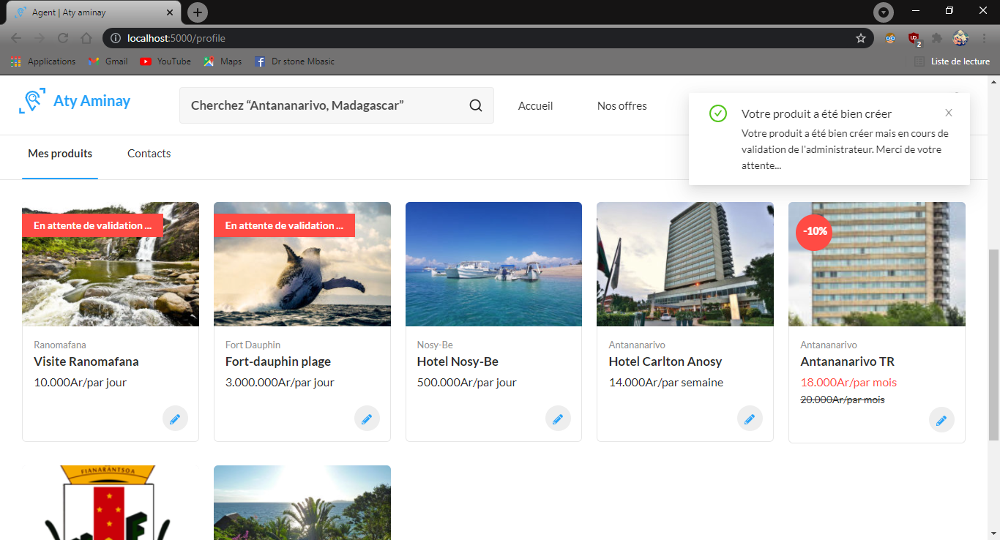 Agent | Aty aminay
localhost:5000/profile
2
Applications
Gmail
YouTube
Maps
Dr stone Mbasic
Liste de lecture
Aty Aminay
Cherchez “Antananarivo, Madagascar”
Accueil
Nos offres
Votre produit a été bien créer
Votre produit a été bien créer mais en cours de
validation de l'administrateur. Merci de votre
attente...
Mes produits
Contacts
En attente de validation ...
Ranomafana
Visite Ranomafana
10.000Ar/par jour
En attente de validation ...
Fort Dauphin
Fort-dauphin plage
3.000.000Ar/par jour
Nosy-Be
Hotel Nosy-Be
500.000Ar/par jour
Antananarivo
Hotel Carlton Anosy
14.000Ar/par semaine
-10%
Antananarivo
Antananarivo TR
18.000Ar/par mois
20.000Ar/par mois
FIANARANTSOA